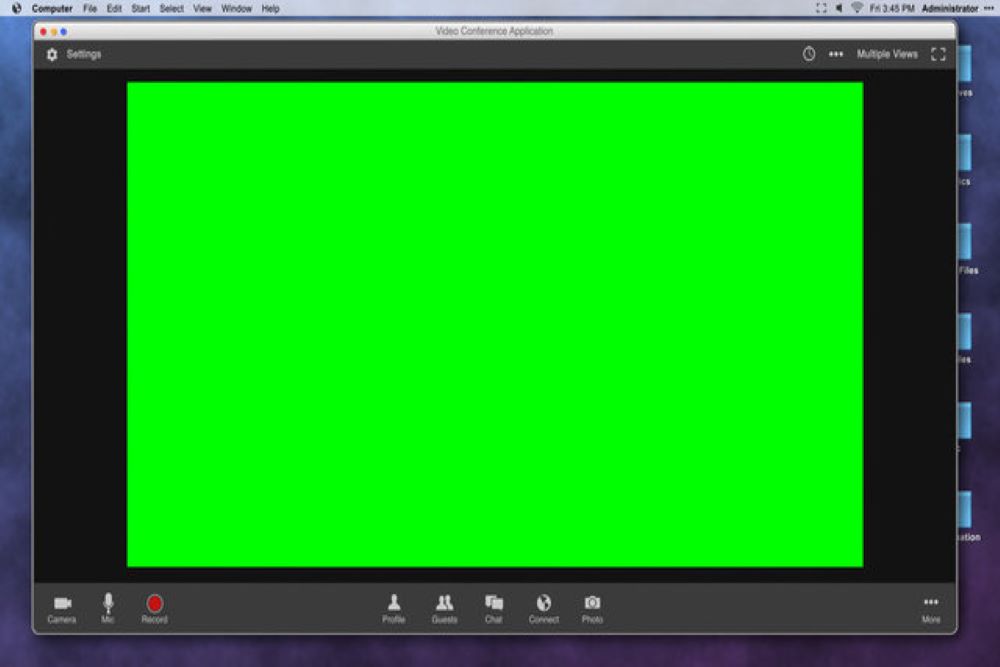 Computer File Edit Start Select View Window Help Fri 3:45 PM Administrator
Video Conference Application
Settings Multiple Views
ves
ics
Files
les
ation
Camera Mic Record Profile Guests Chat Connect Photo More